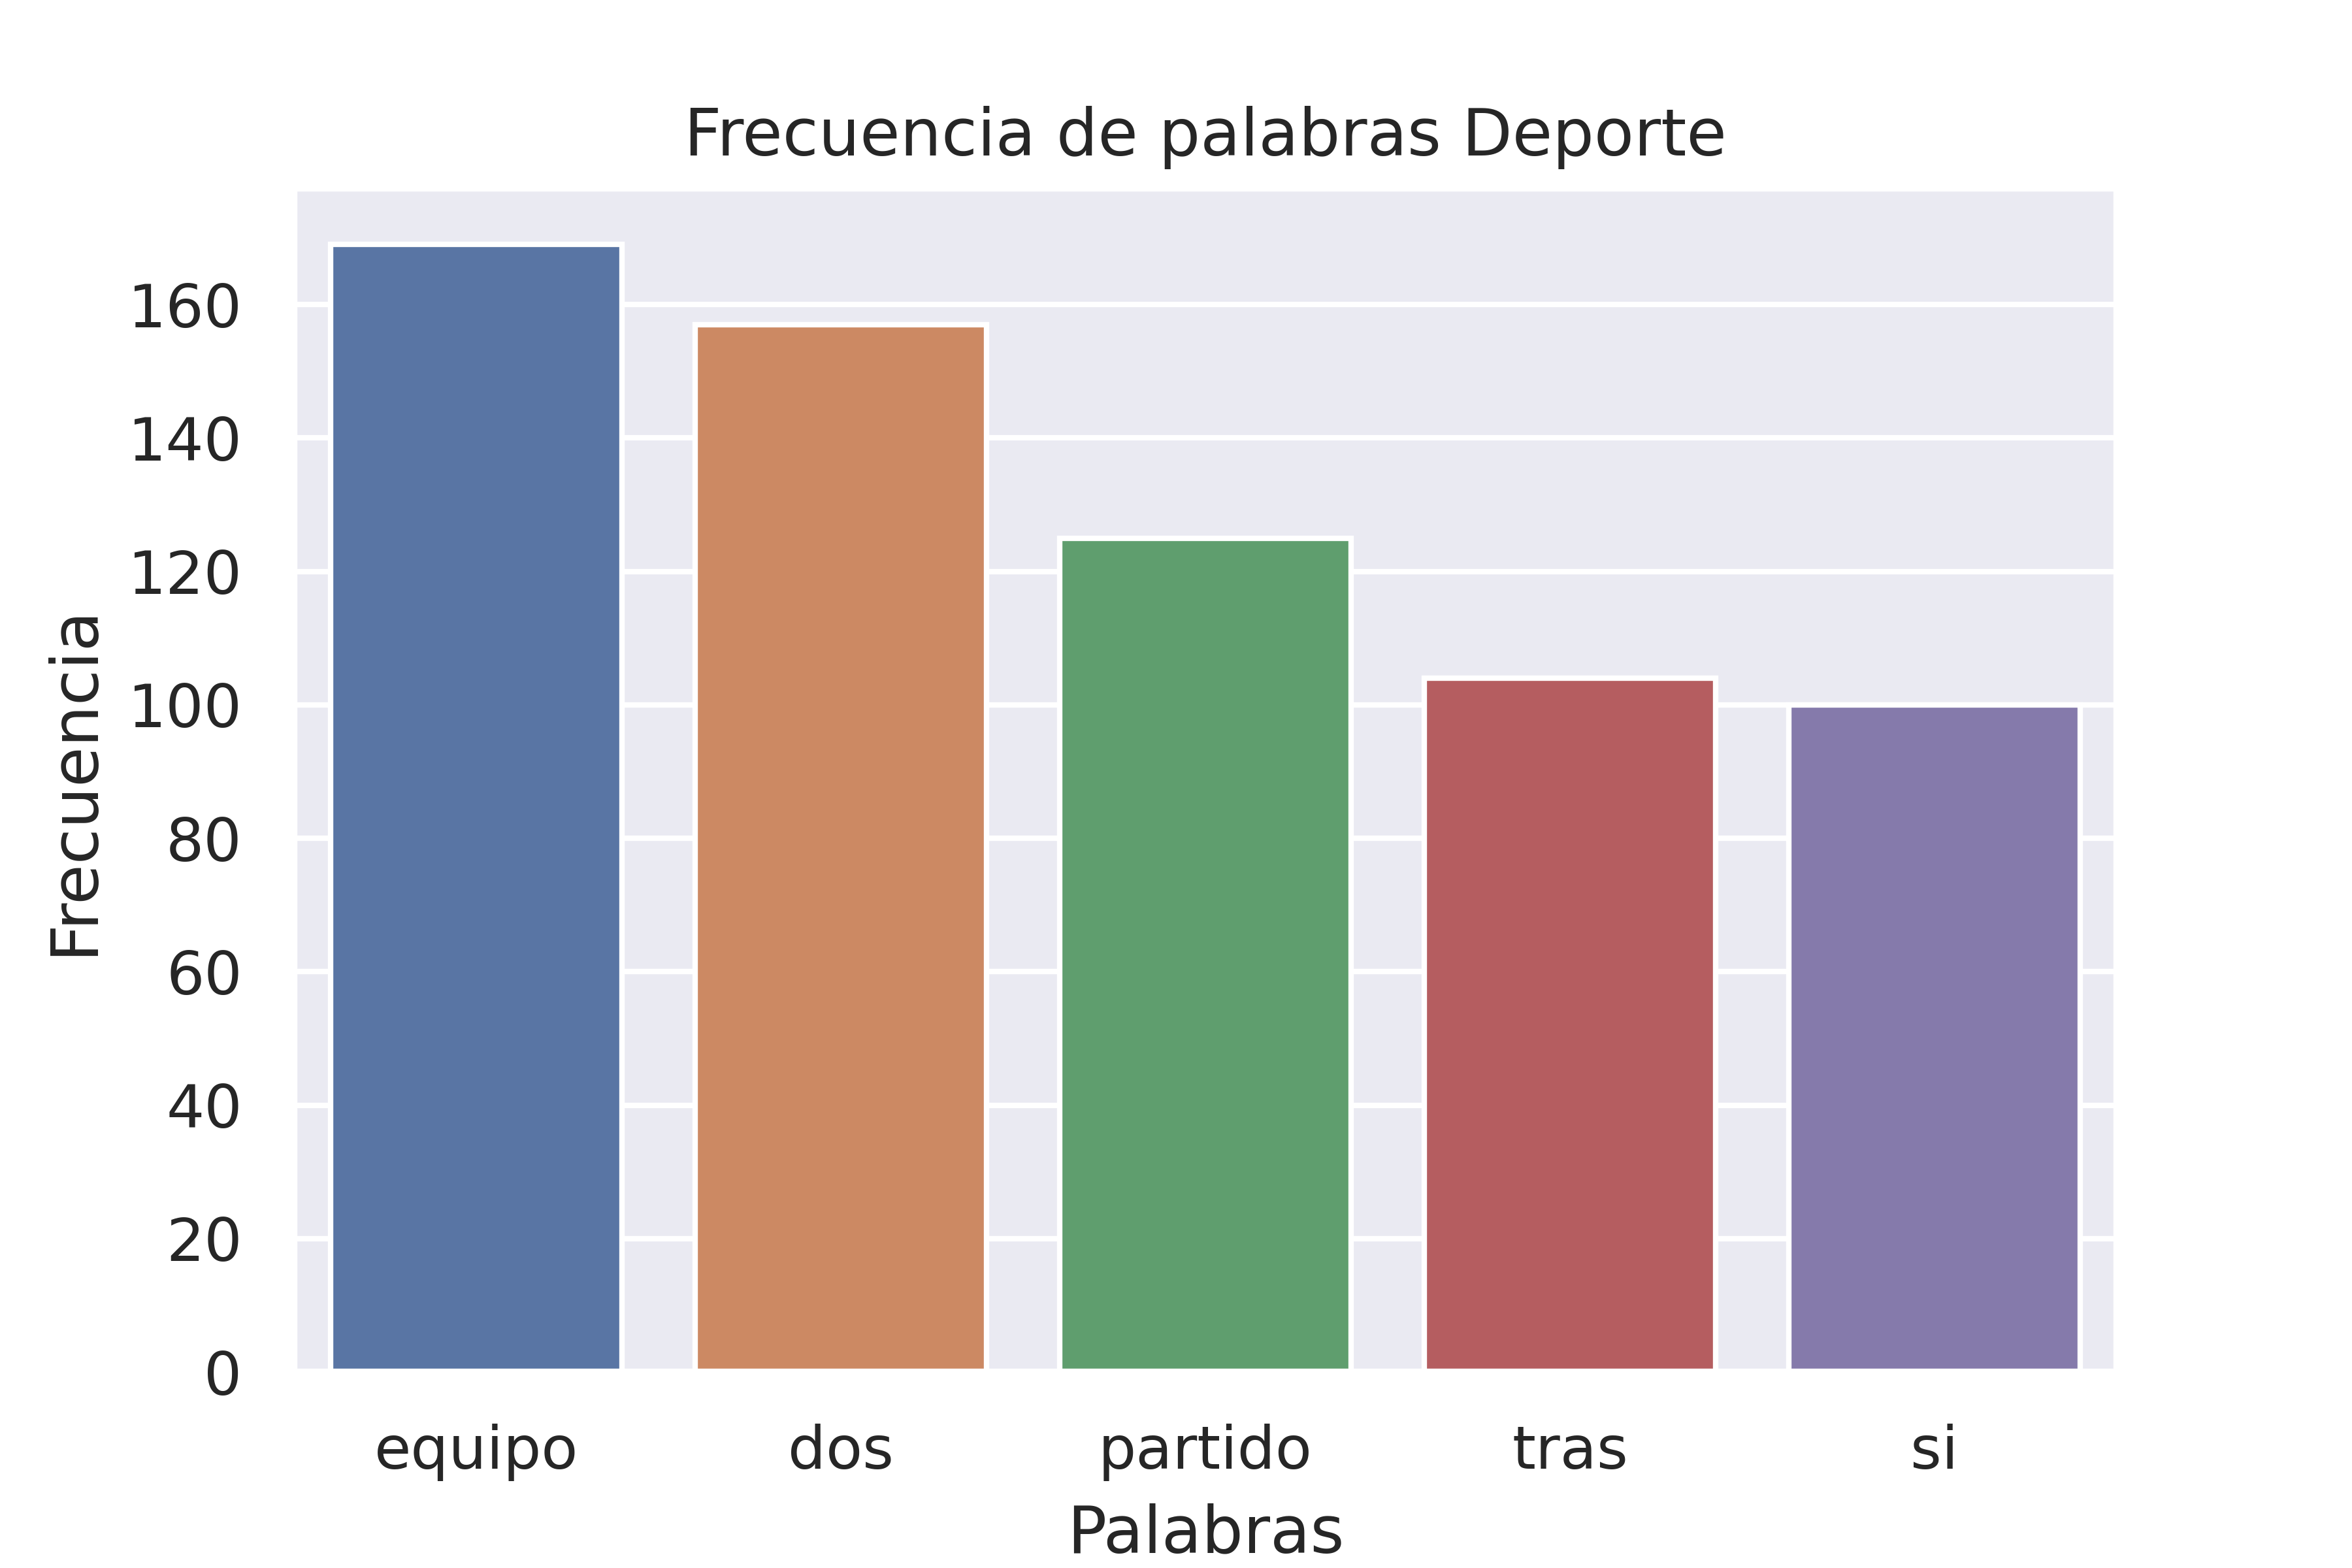 Frecuencia de palabras Deporte
Frecuencia
160
140
120
100
80
60
40
20
0
equipo dos partido tras si
Palabras